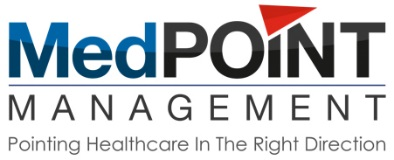 MedPOINT
MANAGEMENT
Pointing Healthcare In The Right Direction